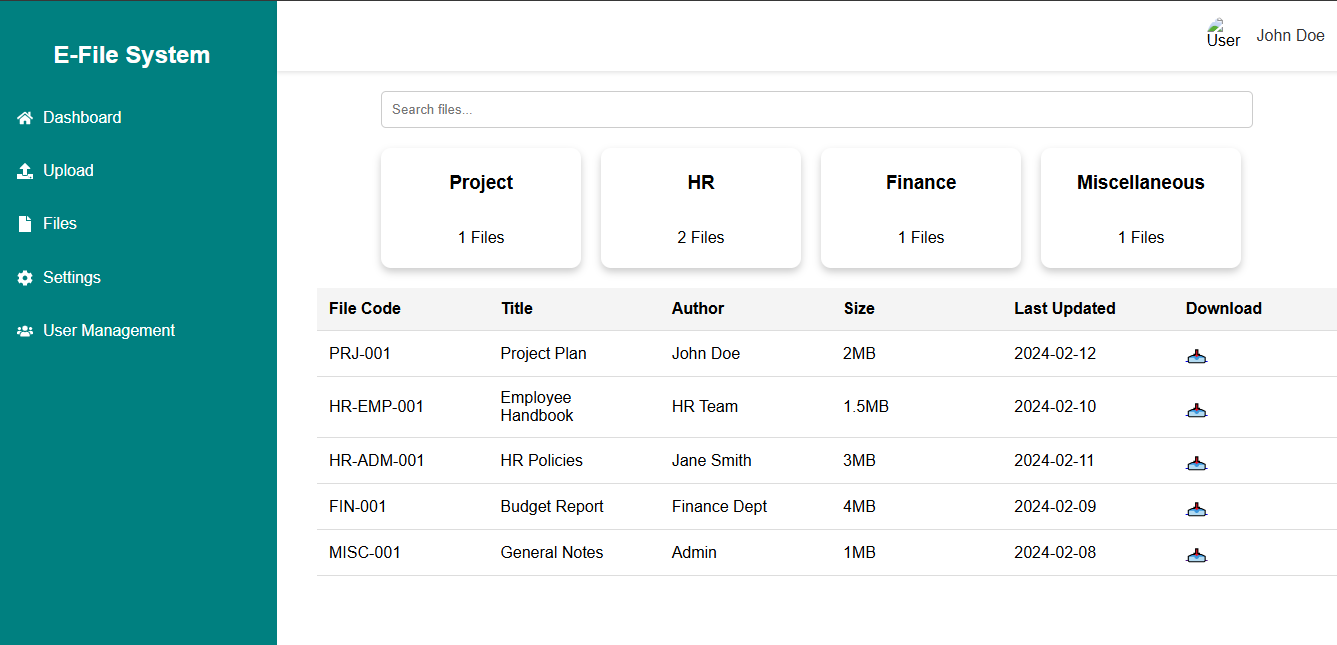 E-File System
Dashboard
Upload
Files
Settings
User Management
User John Doe
Search files...
Project HR Finance Miscellaneous
1 Files 2 Files 1 Files 1 Files
File Code Title Author Size Last Updated Download
PRJ-001 Project Plan John Doe 2MB 2024-02-12
HR-EMP-001 Employee Handbook HR Team 1.5MB 2024-02-10
HR-ADM-001 HR Policies Jane Smith 3MB 2024-02-11
FIN-001 Budget Report Finance Dept 4MB 2024-02-09
MISC-001 General Notes Admin 1MB 2024-02-08